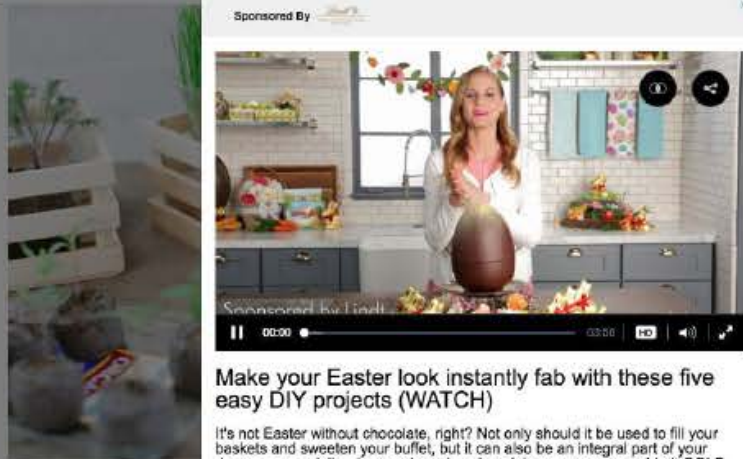 Sponsored By Lindt
Sponsored by Lindt
00:00
03:50
HD
Make your Easter look instantly fab with these five
easy DIY projects (WATCH)
It's not Easter without chocolate, right? Not only should it be used to fill your
baskets and sweeten your buffet, but it can also be an integral part of your